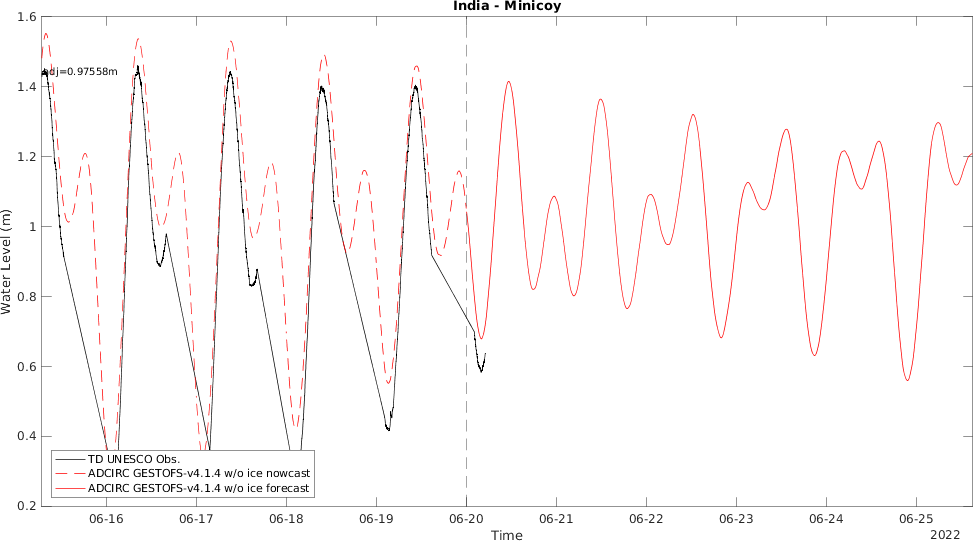 India - Minicoy
1.6
1.4
1.2
1
0.8
0.6
0.4
0.2
Water Level (m)
adj=0.97558m
TD UNESCO Obs.
ADCIRC GESTOFS-v4.1.4 w/o ice nowcast
ADCIRC GESTOFS-v4.1.4 w/o ice forecast
06-16 06-17 06-18 06-19 06-20 06-21 06-22 06-23 06-24 06-25
Time
2022